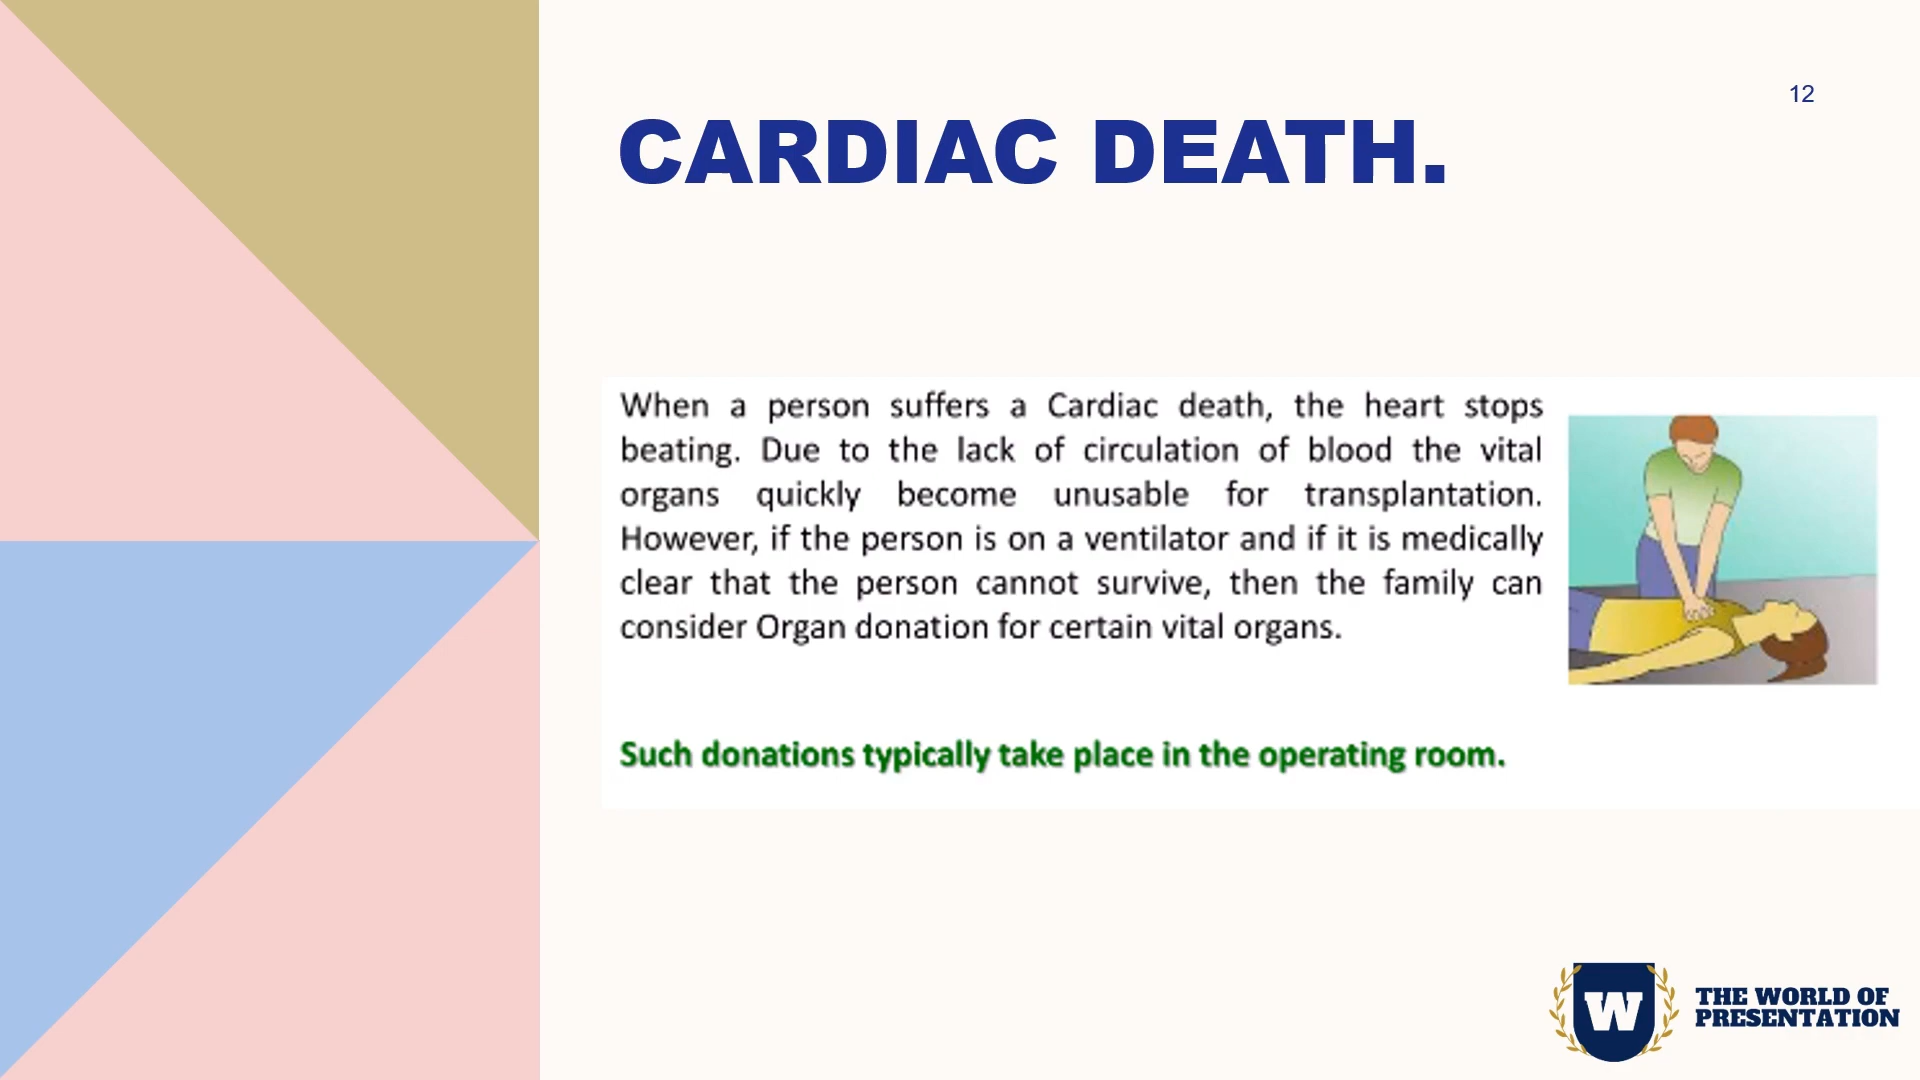 12
CARDIAC DEATH.
When a person suffers a Cardiac death, the heart stops
beating. Due to the lack of circulation of blood the vital
organs quickly become unusable for transplantation.
However, if the person is on a ventilator and if it is medically
clear that the person cannot survive, then the family can
consider Organ donation for certain vital organs.
Such donations typically take place in the operating room.
W
THE WORLD OF
PRESENTATION